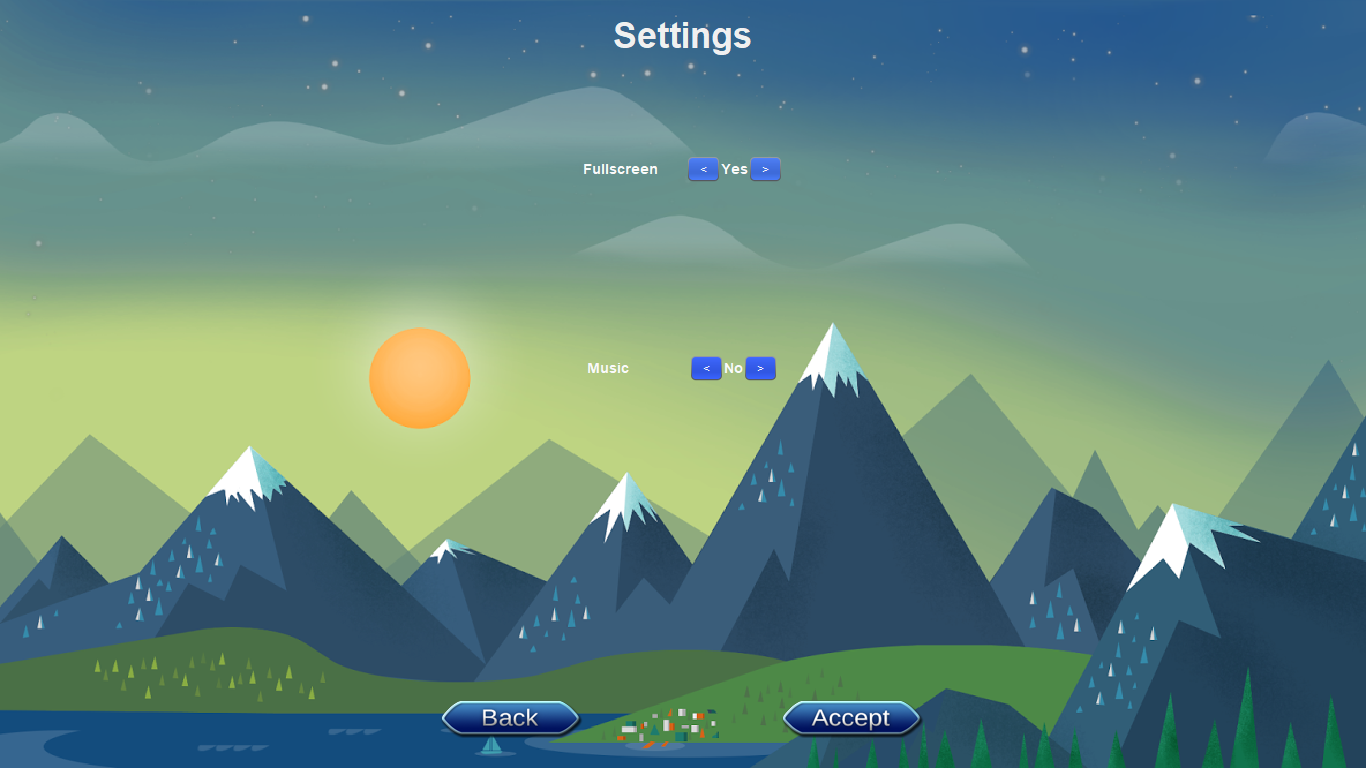 Settings
Fullscreen < Yes >
Music < No >
Back Accept